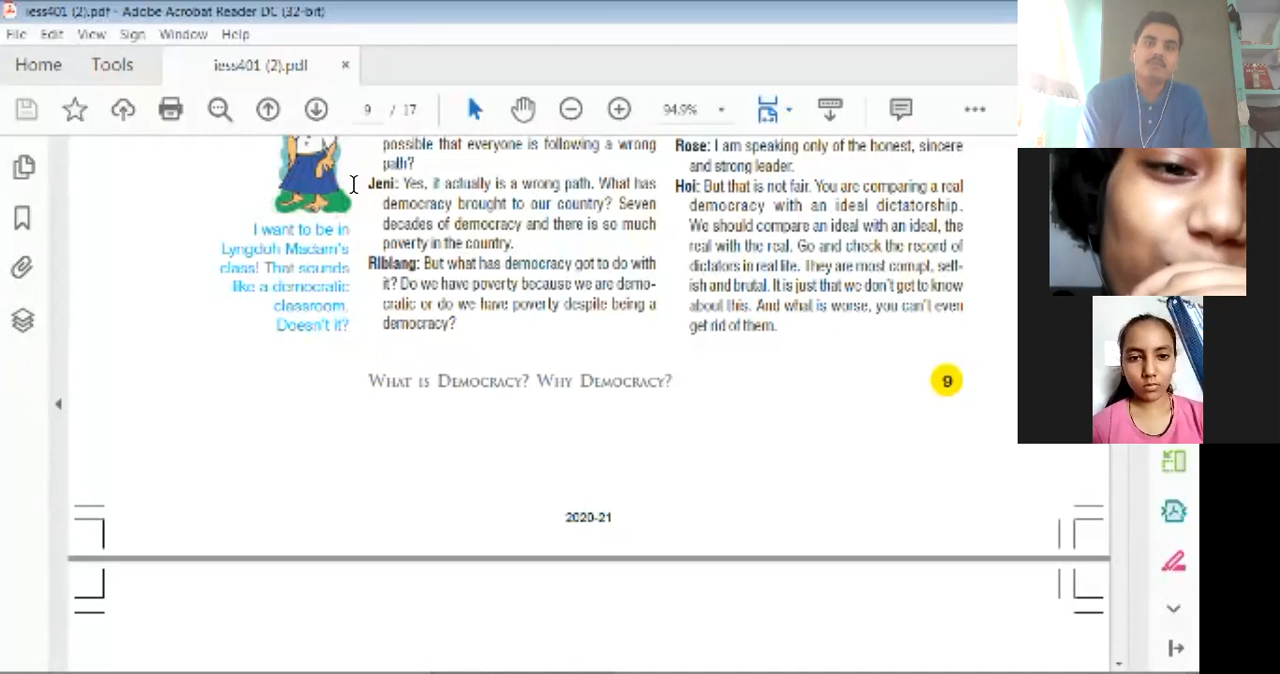 iess401 (2).pdf - Adobe Acrobat Reader DC (32-bit)
File Edit View Sign Window Help
Home Tools iess401 (2).pdf ×
9 / 17 94.9%
possible that everyone is following a wrong
path?
Jeni: Yes, it actually is a wrong path. What has
democracy brought to our country? Seven
decades of democracy and there is so much
poverty in the country.
Ribiang: But what has democracy got to do with
it? Do we have poverty because we are demo-
cratic or do we have poverty despite being a
democracy?
I want to be in
Lyngdoh Madam's
class! That sounds
like a democratic
classroom.
Doesn't it?
Rose: I am speaking only of the honest, sincere
and strong leader.
Hoi: But that is not fair. You are comparing a real
democracy with an ideal dictatorship.
We should compare an ideal with an ideal, the
real with the real. Go and check the record of
dictators in real life. They are most corrupt, self-
ish and brutal. It is just that we don't get to know
about this. And what is worse, you can't even
get rid of them.
WHAT IS DEMOCRACY? WHY DEMOCRACY?
9
2020-21